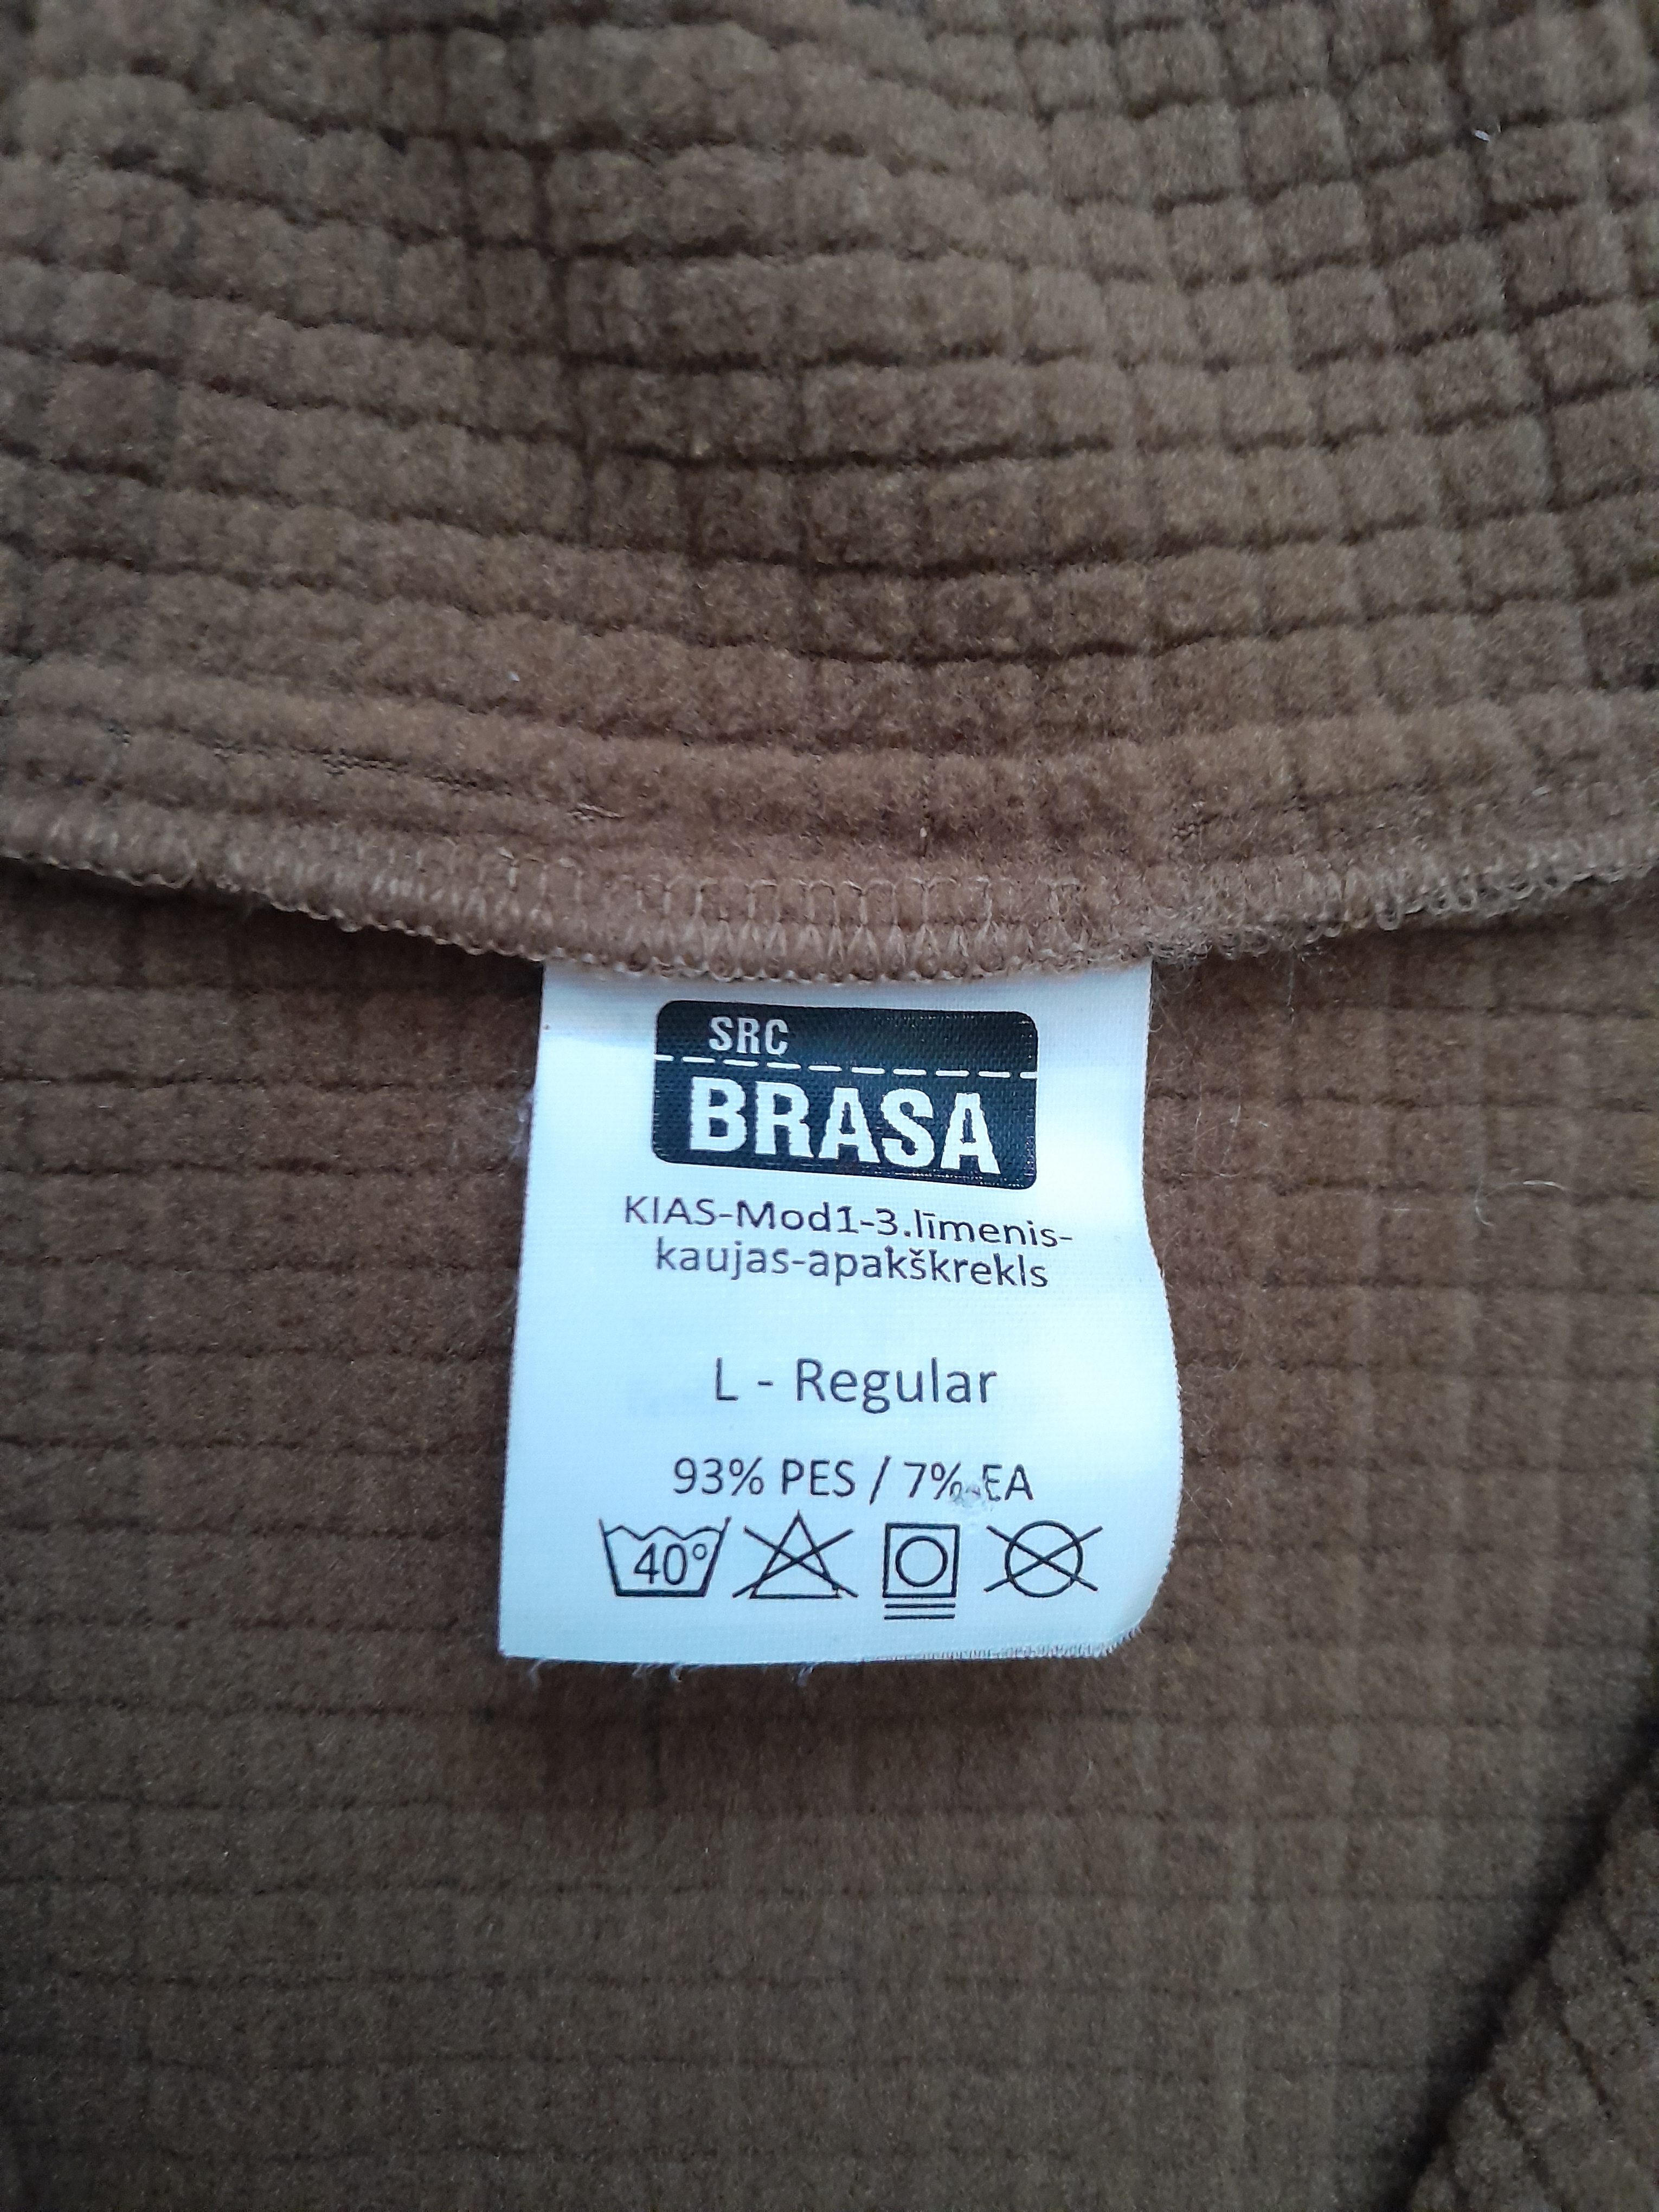 SRC
BRASA
KIAS-Mod1-3.līmenis-
kaujas-apakškrekls
L - Regular
93% PES / 7% EA
40°